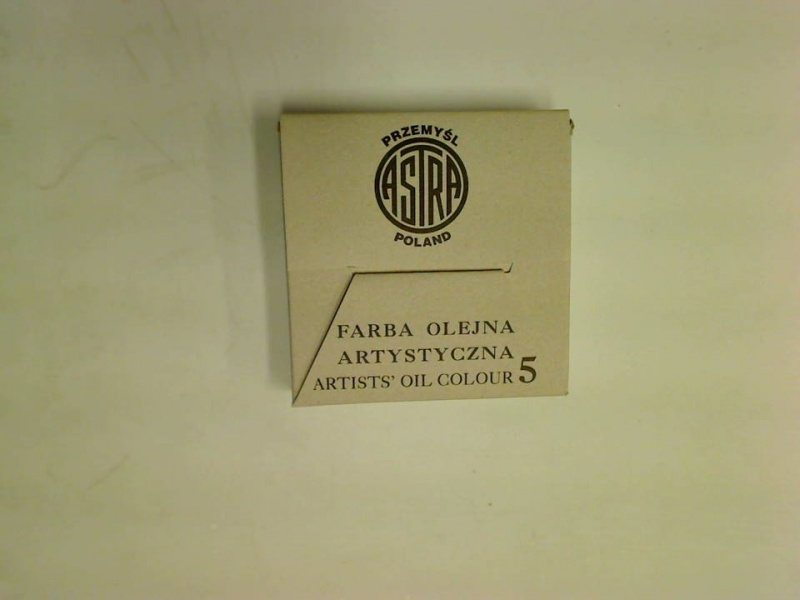 PRZEMYŚL
ASTRA
POLAND
FARBA OLEJNA
ARTYSTYCZNA
ARTISTS' OIL COLOUR 5